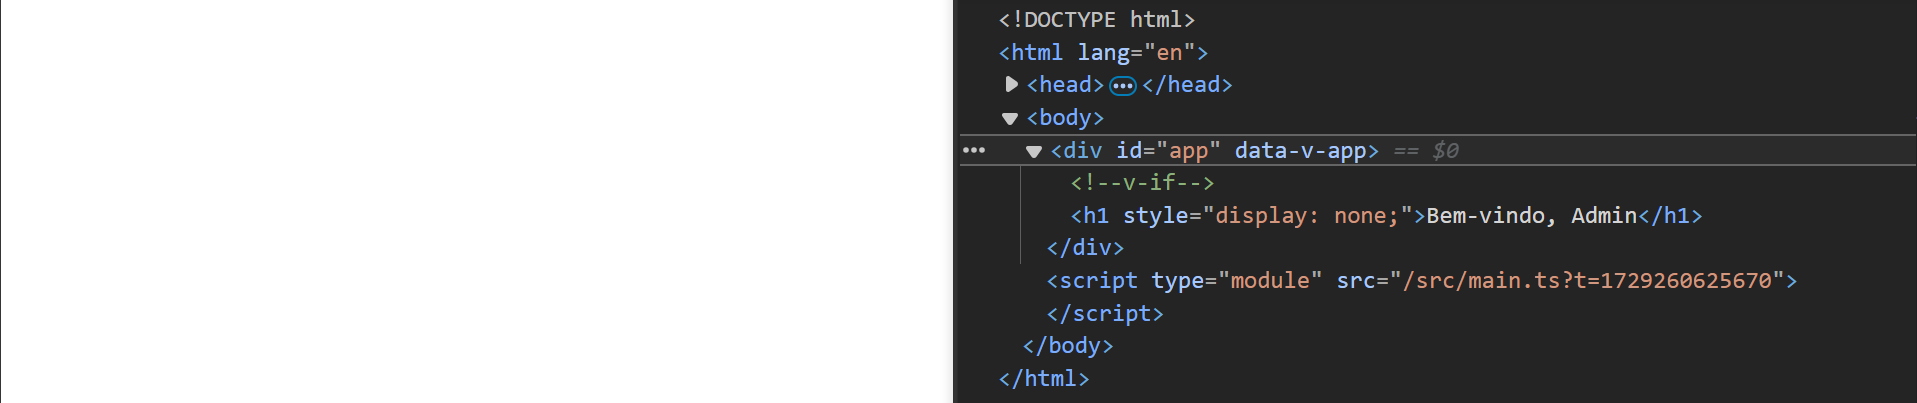 <!DOCTYPE html>
<html lang="en">
<head>•••</head>
<body>
••• <div id="app" data-v-app> == $0
<!--v-if-->
<h1 style="display: none;">Bem-vindo, Admin</h1>
</div>
<script type="module" src="/src/main.ts?t=1729260625670">
</script>
</body>
</html>